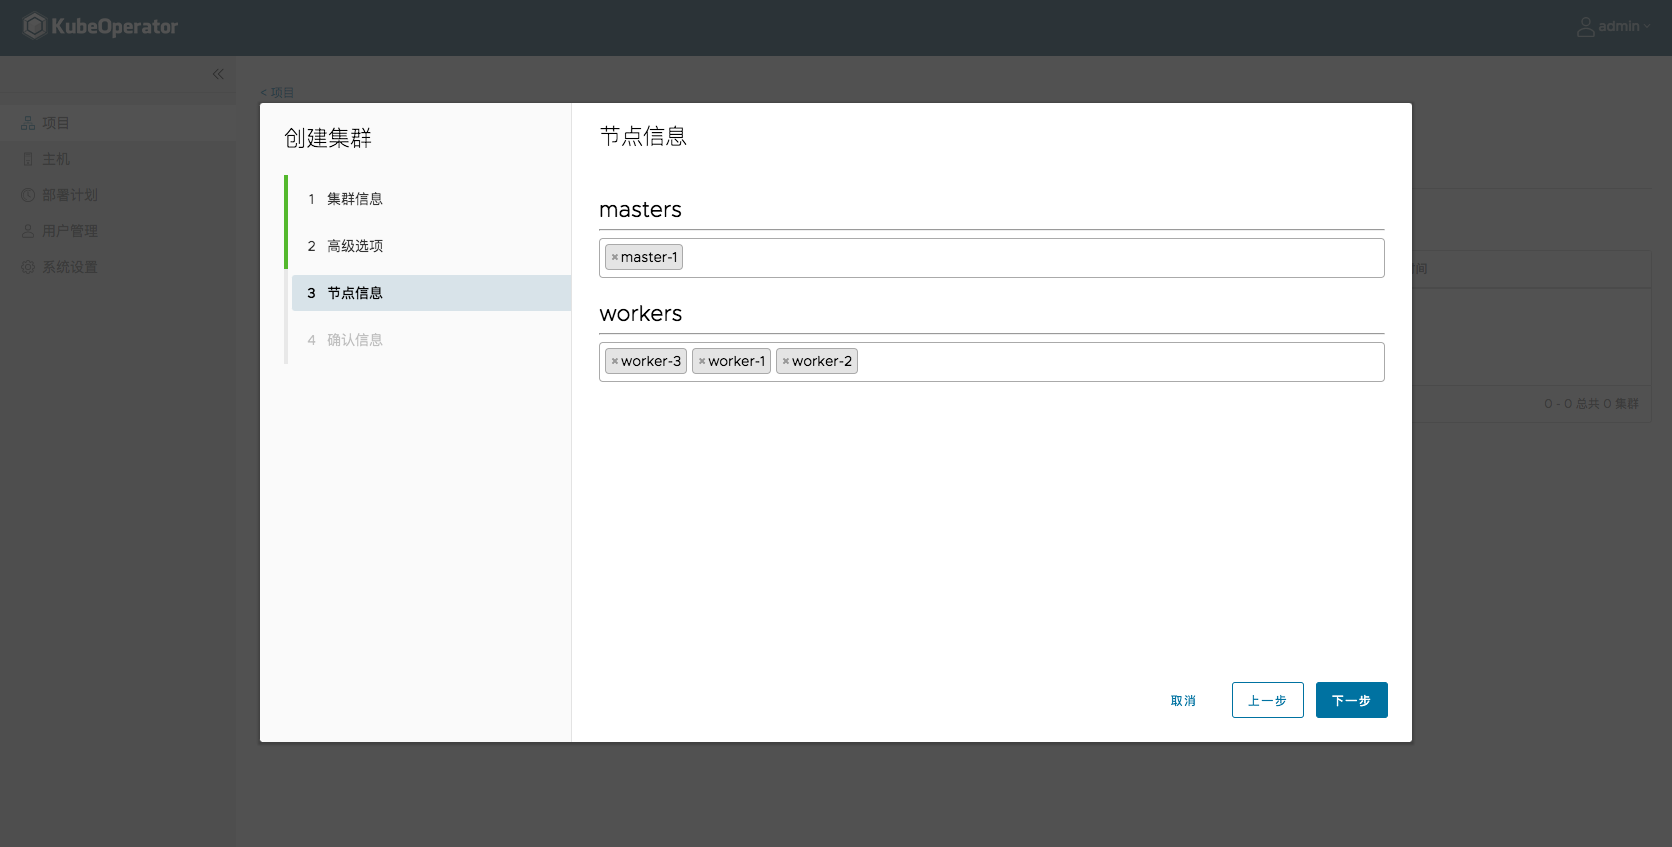 KubeOperator
admin
< 项目
项目
主机
部署计划
用户管理
系统设置
创建集群
1 集群信息
2 高级选项
3 节点信息
4 确认信息
节点信息
masters
× master-1
workers
× worker-3 × worker-1 × worker-2
取消 上一步 下一步
间
0 - 0 总共 0 集群